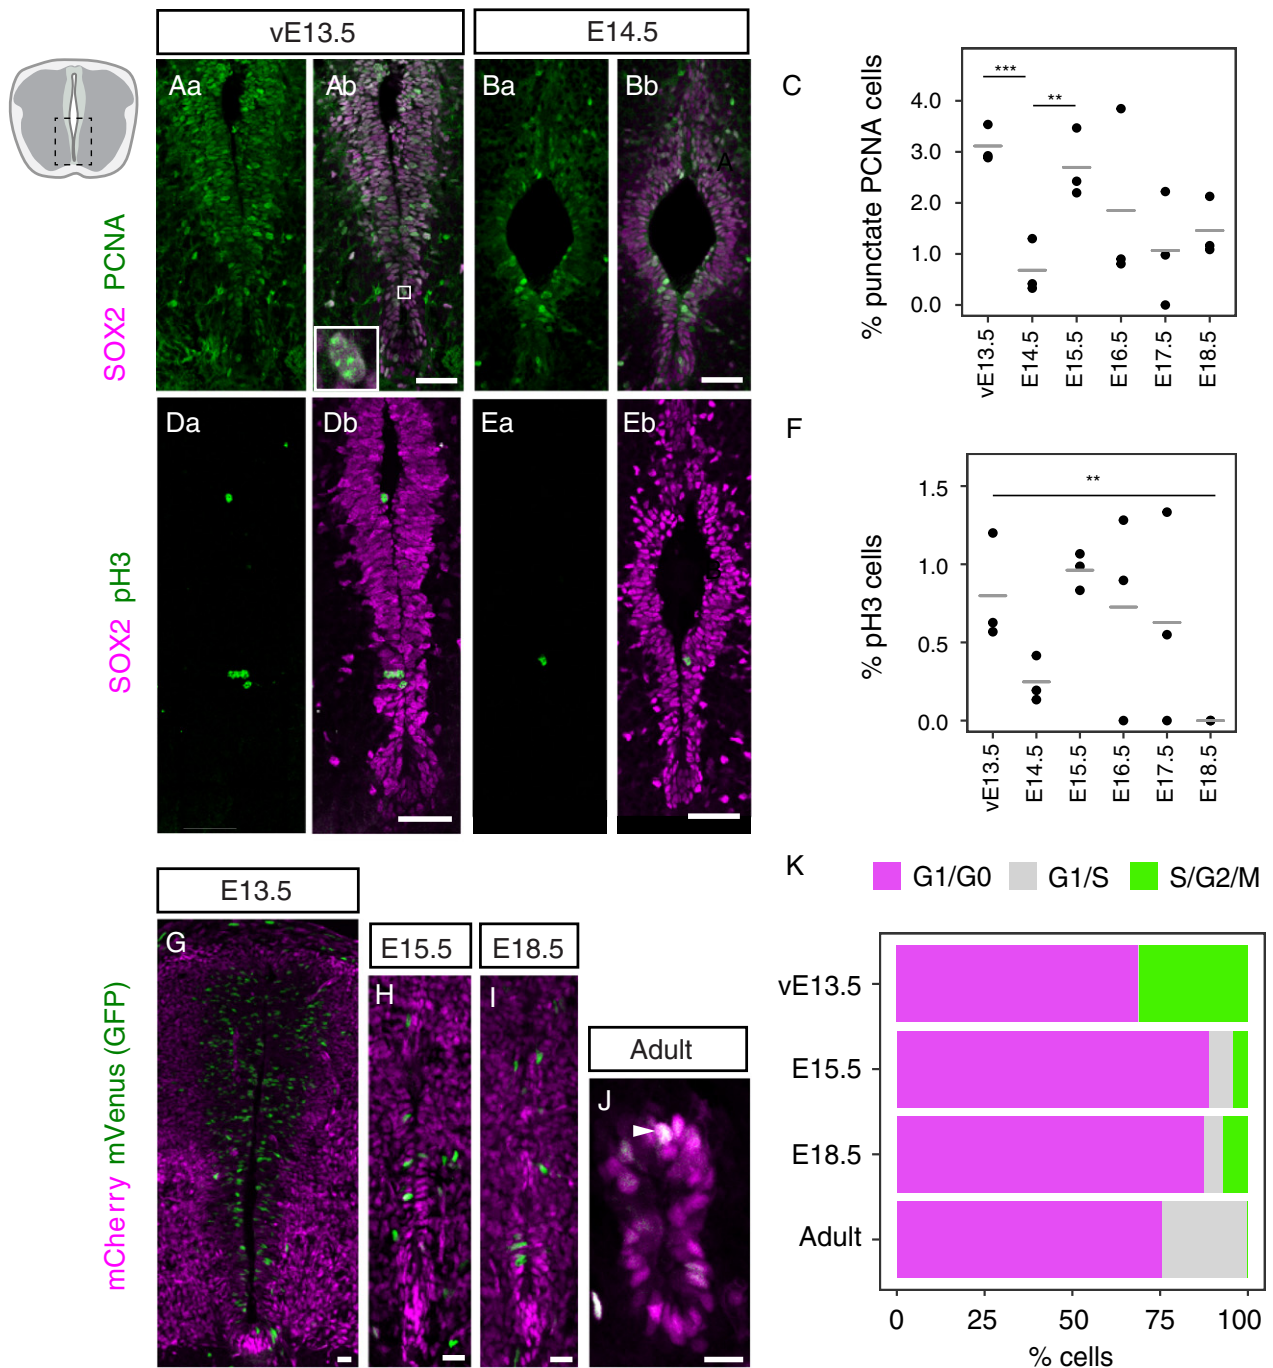 vE13.5
E14.5
Aa
Ab
Ba
Bb
A
SOX2 PCNA
C
% punctate PCNA cells
4.0
3.0
2.0
1.0
0.0
***
**
vE13.5
E14.5
E15.5
E16.5
E17.5
E18.5
Da
Db
Ea
Eb
SOX2 pH3
F
% pH3 cells
1.5
1.0
0.5
0.0
**
vE13.5
E14.5
E15.5
E16.5
E17.5
E18.5
E13.5
E15.5
E18.5
Adult
G
H
I
J
mCherry mVenus (GFP)
K
G1/G0 G1/S S/G2/M
vE13.5
E15.5
E18.5
Adult
0 25 50 75 100
% cells